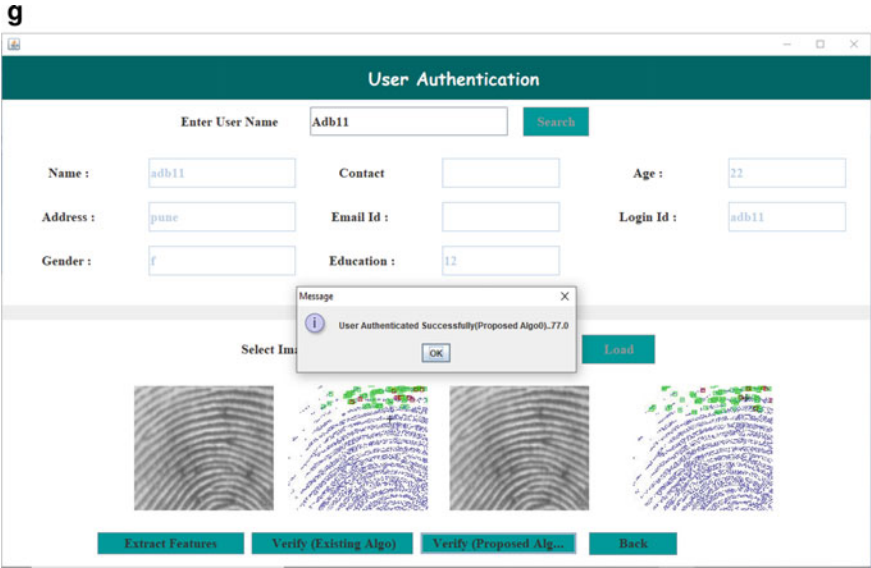 g
User Authentication
Enter User Name Adb11 Search
Name : adb11 Contact Age : 22
Address : pune Email Id : Login Id : adb11
Gender : f Education : 12
Message
User Authenticated Successfully(Proposed Algo0)..77.0
OK
Select Ima Load
Extract Features Verify (Existing Algo) Verify (Proposed Alg... Back